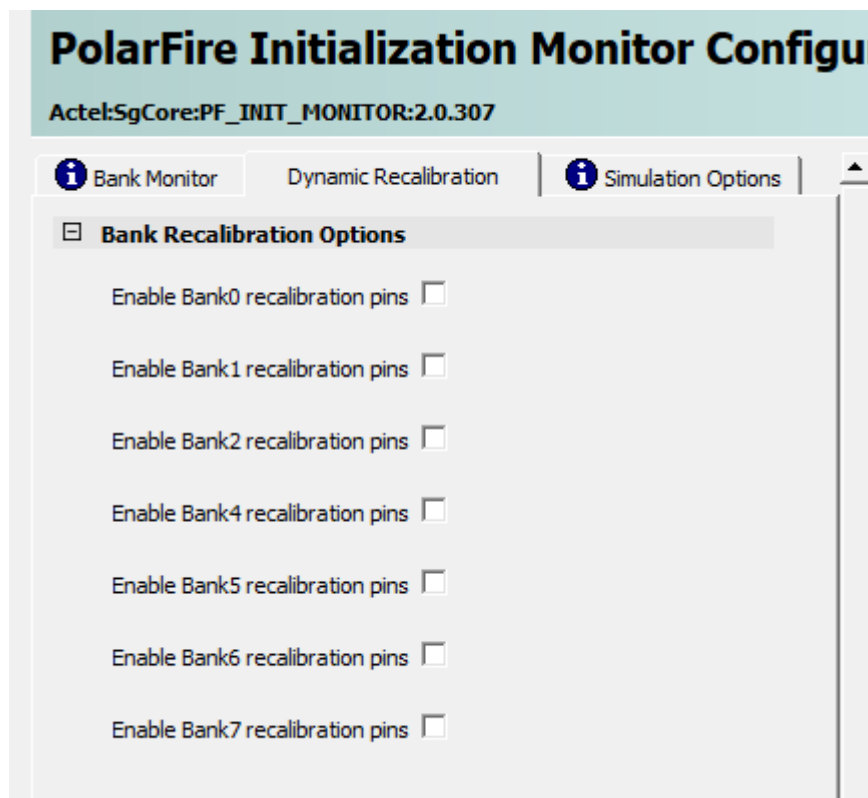 PolarFire Initialization Monitor Configu
Actel:SgCore:PF_INIT_MONITOR:2.0.307
Bank Monitor Dynamic Recalibration Simulation Options
Bank Recalibration Options
Enable Bank0 recalibration pins
Enable Bank1 recalibration pins
Enable Bank2 recalibration pins
Enable Bank4 recalibration pins
Enable Bank5 recalibration pins
Enable Bank6 recalibration pins
Enable Bank7 recalibration pins